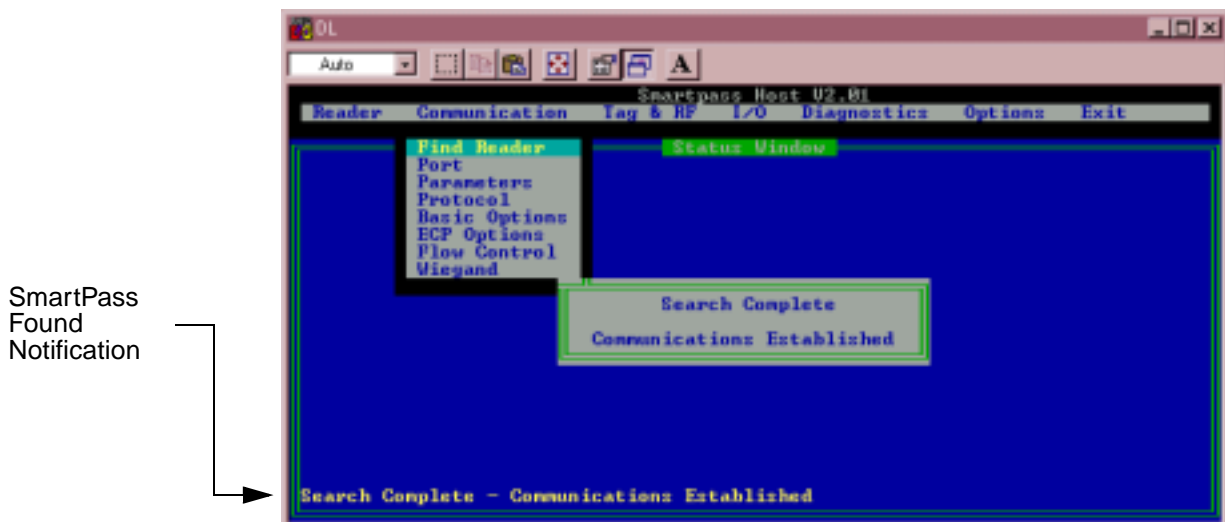 DL
Auto
A
Smartpass Host V2.01
Reader Communication Tag & RF I/O Diagnostics Options Exit
Find Reader
Status Window
Port
Parameters
Protocol
Basic Options
ECP Options
Flow Control
Wiegand
Search Complete
Communications Established
SmartPass
Found
Notification
Search Complete - Communications Established